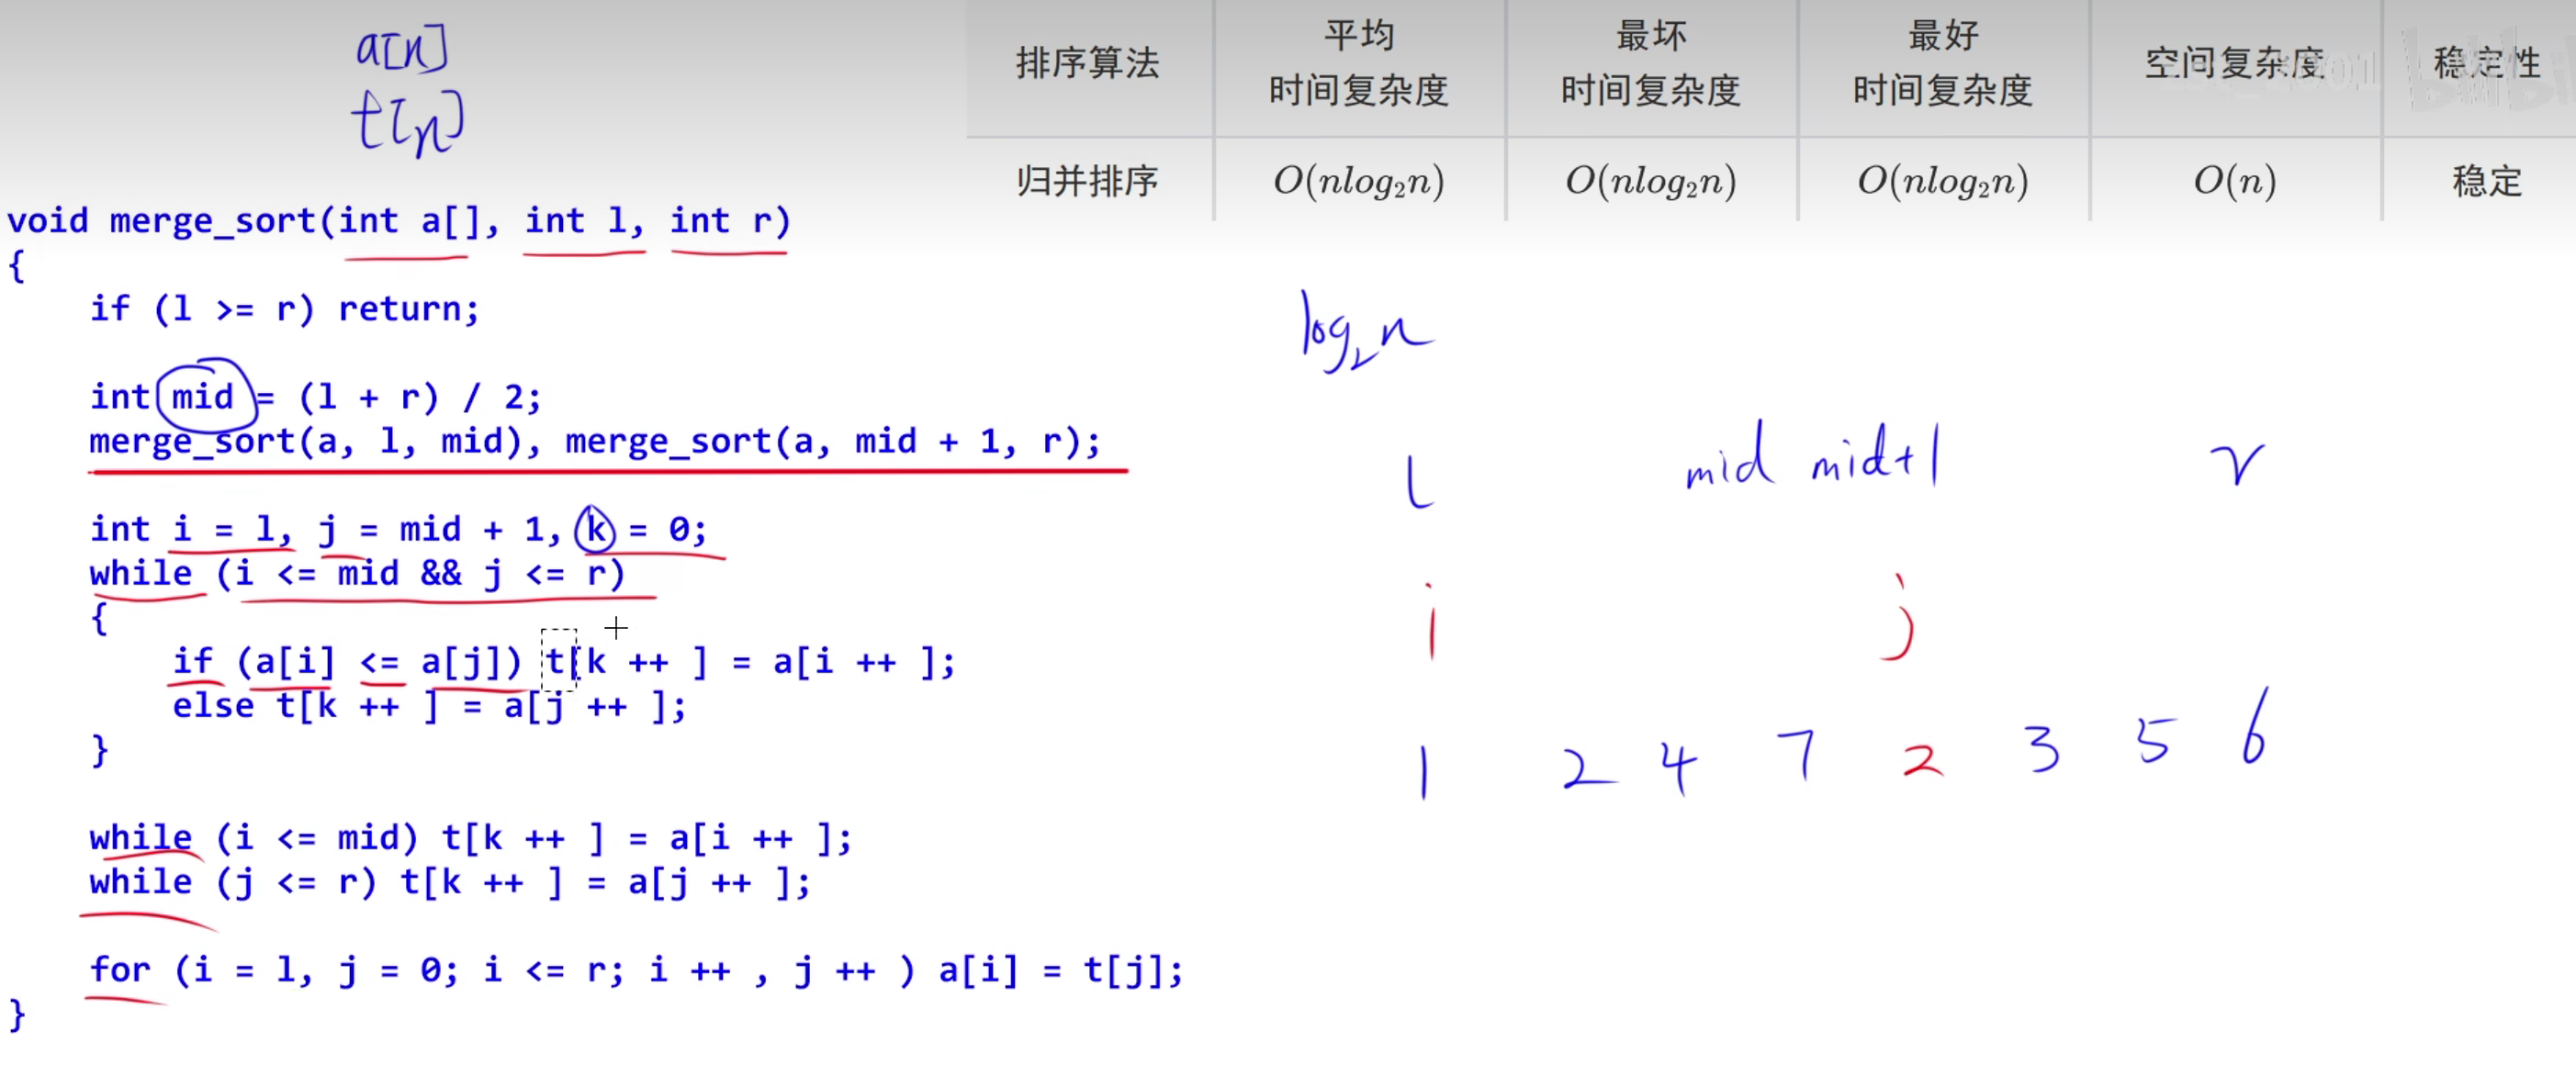 a[n]
t[n]
排序算法 平均时间复杂度 最坏时间复杂度 最好时间复杂度 空间复杂度 稳定性
归并排序 O(nlog₂n) O(nlog₂n) O(nlog₂n) O(n) 稳定
void merge_sort(int a[], int l, int r)
{
    if (l >= r) return;
    int mid = (l + r) / 2;
    merge_sort(a, l, mid), merge_sort(a, mid + 1, r);
    int i = l, j = mid + 1, k = 0;
    while (i <= mid && j <= r)
    {
        if (a[i] <= a[j]) t[k ++ ] = a[i ++ ];
        else t[k ++ ] = a[j ++ ];
    }
    while (i <= mid) t[k ++ ] = a[i ++ ];
    while (j <= r) t[k ++ ] = a[j ++ ];
    for (i = l, j = 0; i <= r; i ++ , j ++ ) a[i] = t[j];
}
log₂n
l mid mid+1 r
i j
1 2 4 7 2 3 5 6